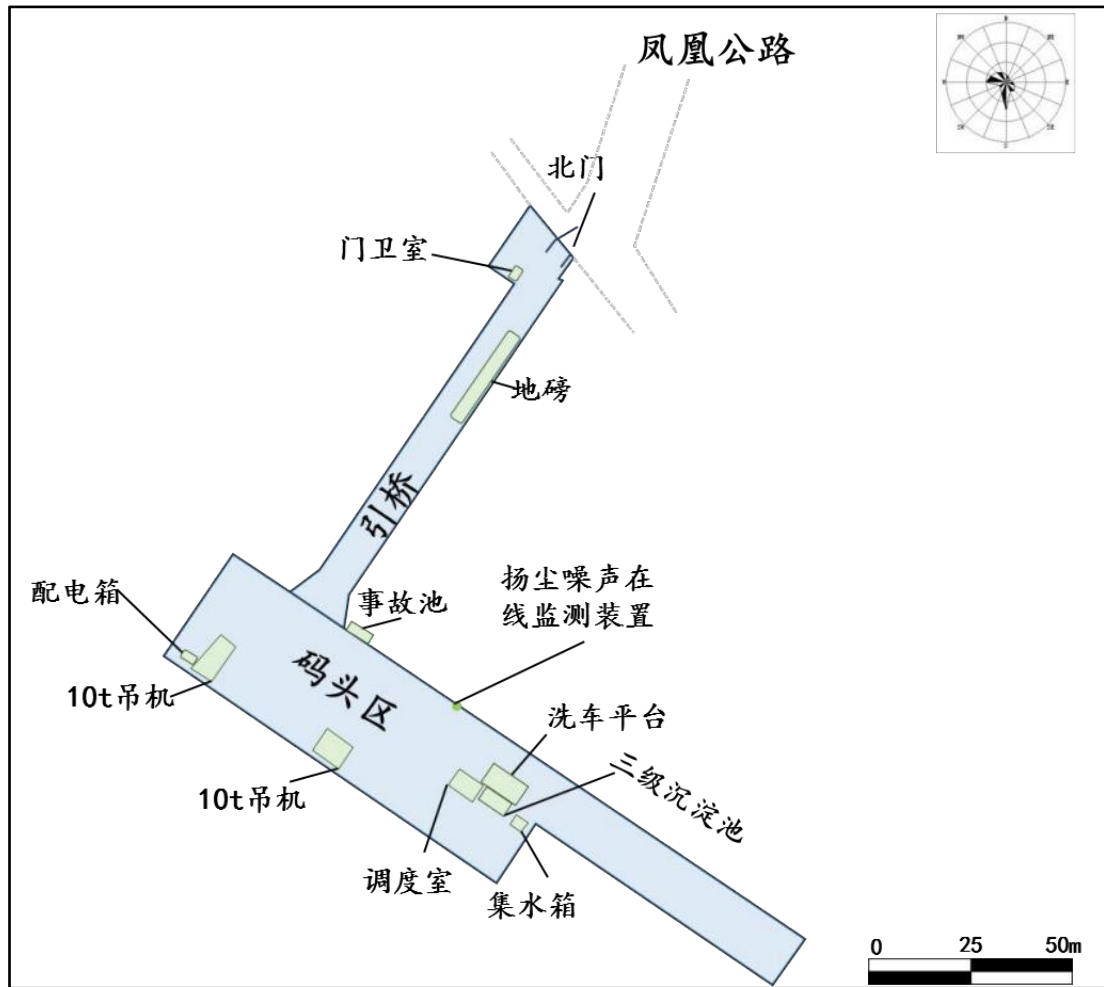 凤凰公路
北门
门卫室
地磅
引桥
配电箱
事故池
扬尘噪声在
线监测装置
10t吊机
码头区
洗车平台
三级沉淀池
10t吊机
调度室
集水箱
0 25 50m